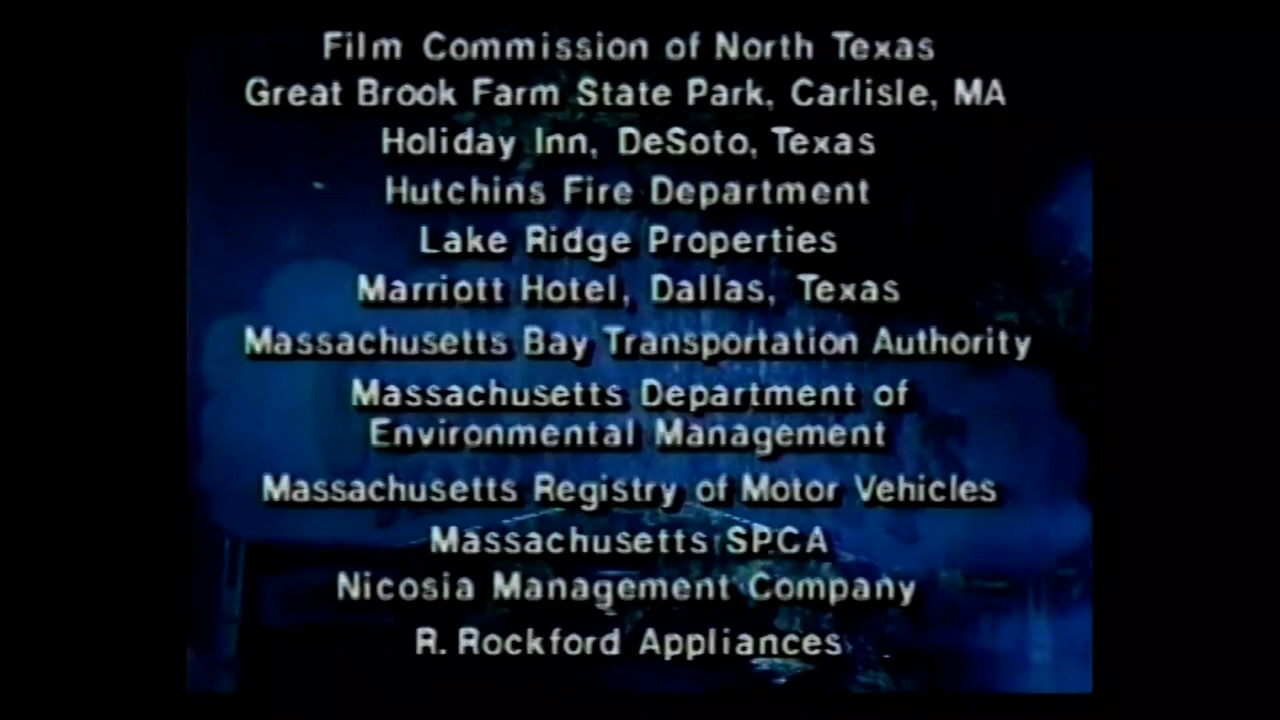 Film Commission of North Texas
Great Brook Farm State Park, Carlisle, MA
Holiday Inn, DeSoto, Texas
Hutchins Fire Department
Lake Ridge Properties
Marriott Hotel, Dallas, Texas
Massachusetts Bay Transportation Authority
Massachusetts Department of
Environmental Management
Massachusetts Registry of Motor Vehicles
Massachusetts SPCA
Nicosia Management Company
R. Rockford Appliances